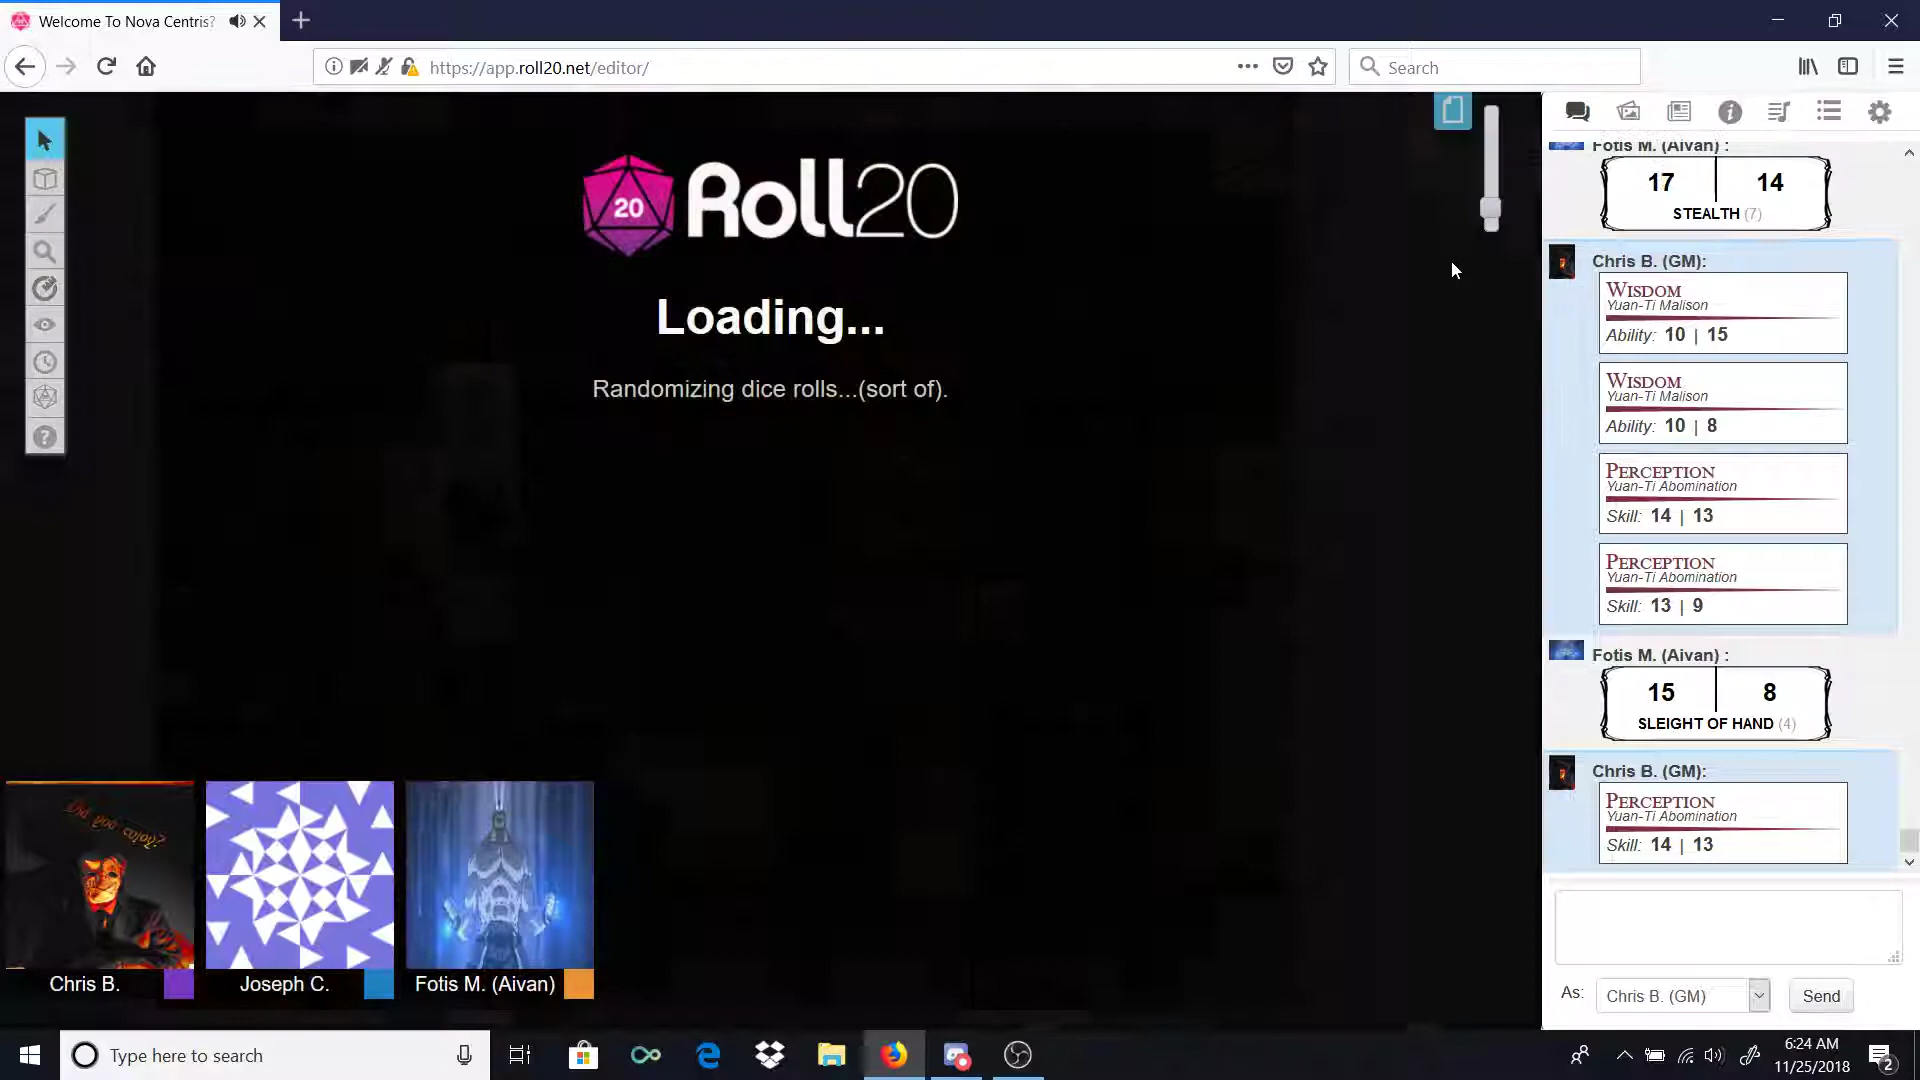 Welcome To Nova Centris?
https://app.roll20.net/editor/
Search
20
Roll20
Loading...
Randomizing dice rolls...(sort of).
Fotis M. (Aivan) :
17 14
STEALTH (7)
Chris B. (GM):
WISDOM
Yuan-Ti Malison
Ability: 10 | 15
WISDOM
Yuan-Ti Malison
Ability: 10 | 8
PERCEPTION
Yuan-Ti Abomination
Skill: 14 | 13
PERCEPTION
Yuan-Ti Abomination
Skill: 13 | 9
Fotis M. (Aivan) :
15 8
SLEIGHT OF HAND (4)
Chris B. (GM):
PERCEPTION
Yuan-Ti Abomination
Skill: 14 | 13
As: Chris B. (GM) Send
Chris B.
Joseph C.
Fotis M. (Aivan)
Type here to search
6:24 AM
11/25/2018
2